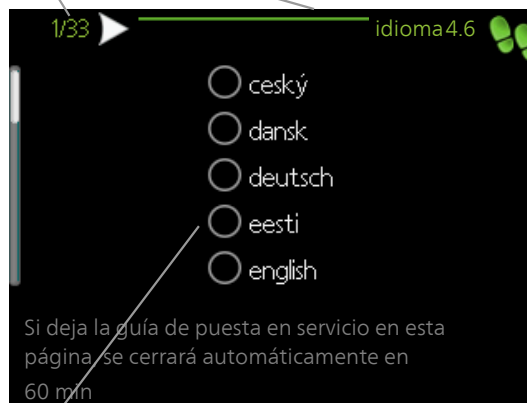 1/33
idioma 4.6
ceský
dansk
deutsch
eesti
english
Si deja la guía de puesta en servicio en esta
página, se cerrará automáticamente en
60 min